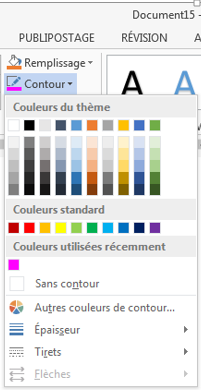 Document15 -
PUBLIPOSTAGE RÉVISION
Remplissage
Contour
A A
Couleurs du thème
Couleurs standard
Couleurs utilisées récemment
Sans contour
Autres couleurs de contour...
Épaisseur
Tirets
Flèches